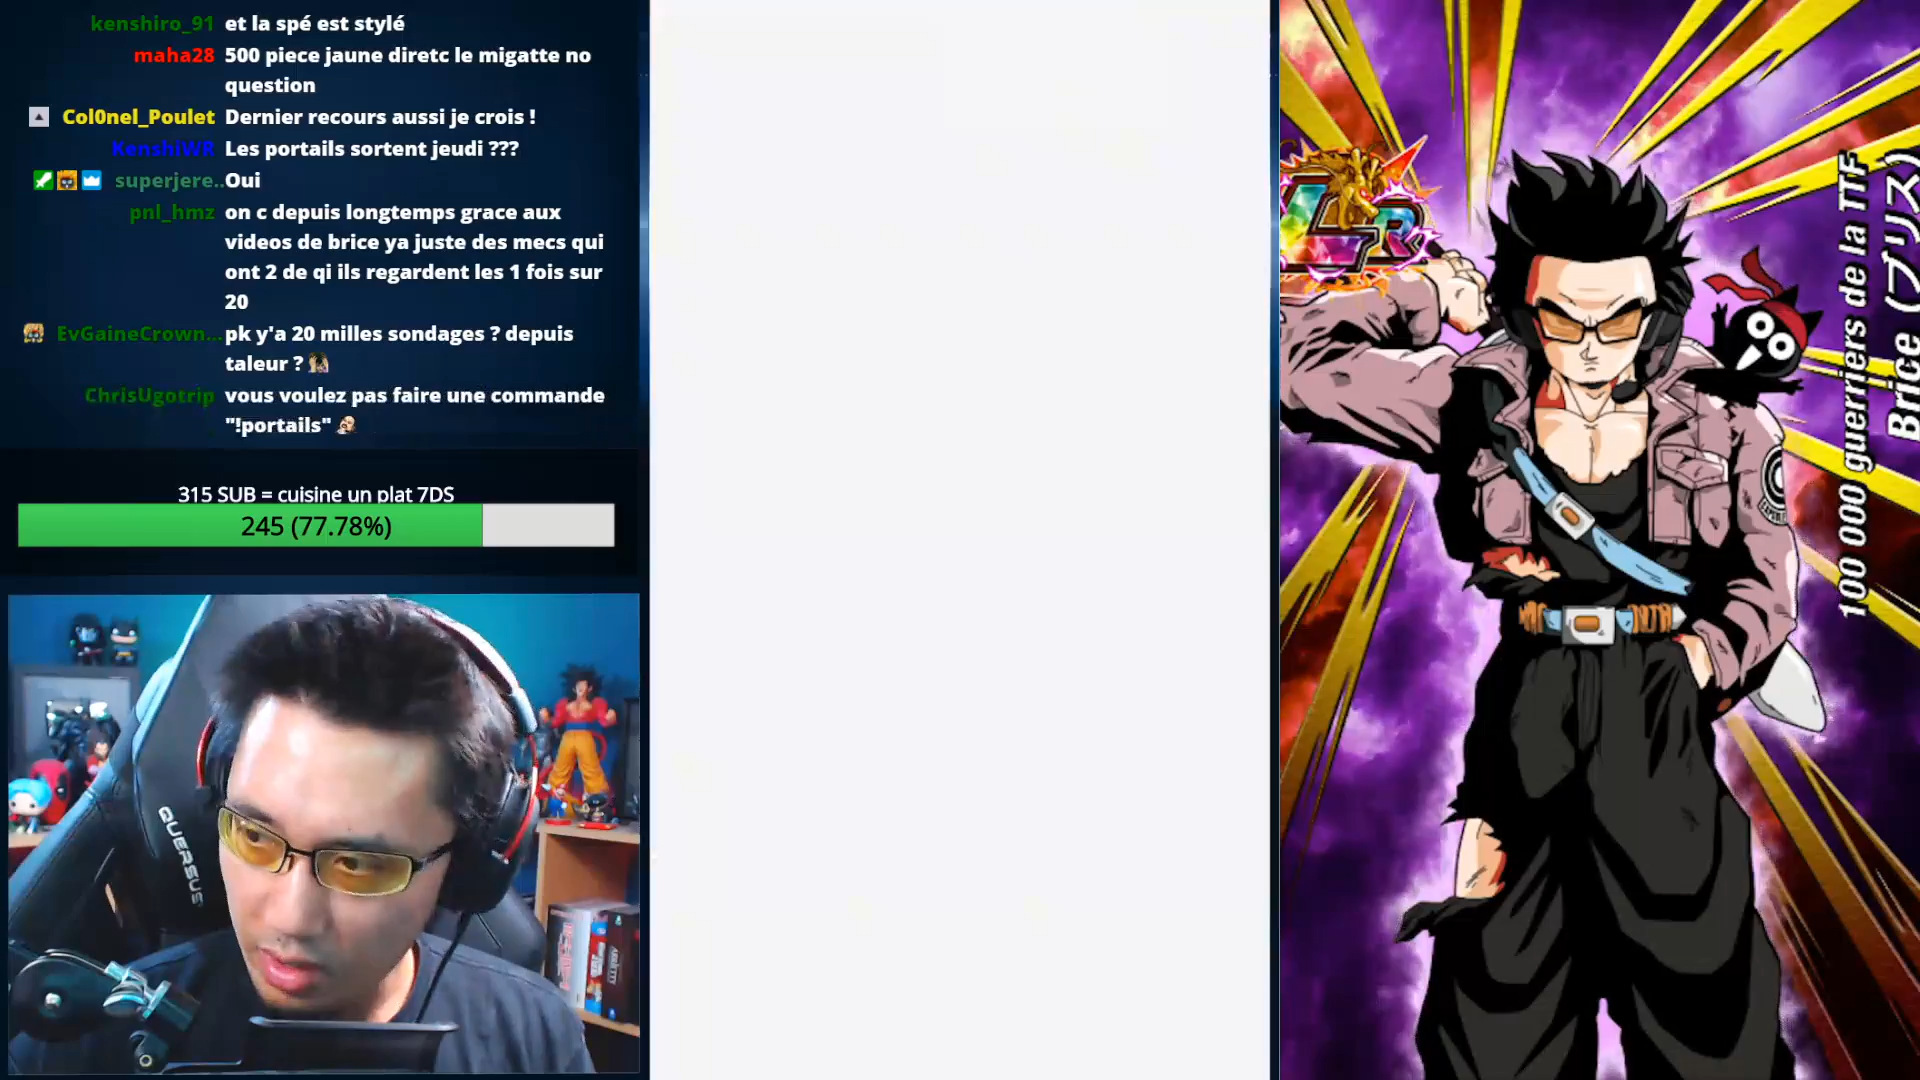 kenshiro_91 et la spé est stylé
maha28 500 piece jaune diretc le migatte no
question
Col0nel_Poulet Dernier recours aussi je crois !
KenshiWR Les portails sortent jeudi ???
superjere.. Oui
pnl_hmz on c depuis longtemps grace aux
videos de brice ya juste des mecs qui
ont 2 de qi ils regardent les 1 fois sur
20
EvGaineCrown... pk y'a 20 milles sondages ? depuis
taleur ?
ChrisUgotrip vous voulez pas faire une commande
"!portails"
315 SUB = cuisine un plat 7DS
245 (77.78%)
QUERSUS
LR
100 000 guerriers de la TTF
Brice (ブリス)